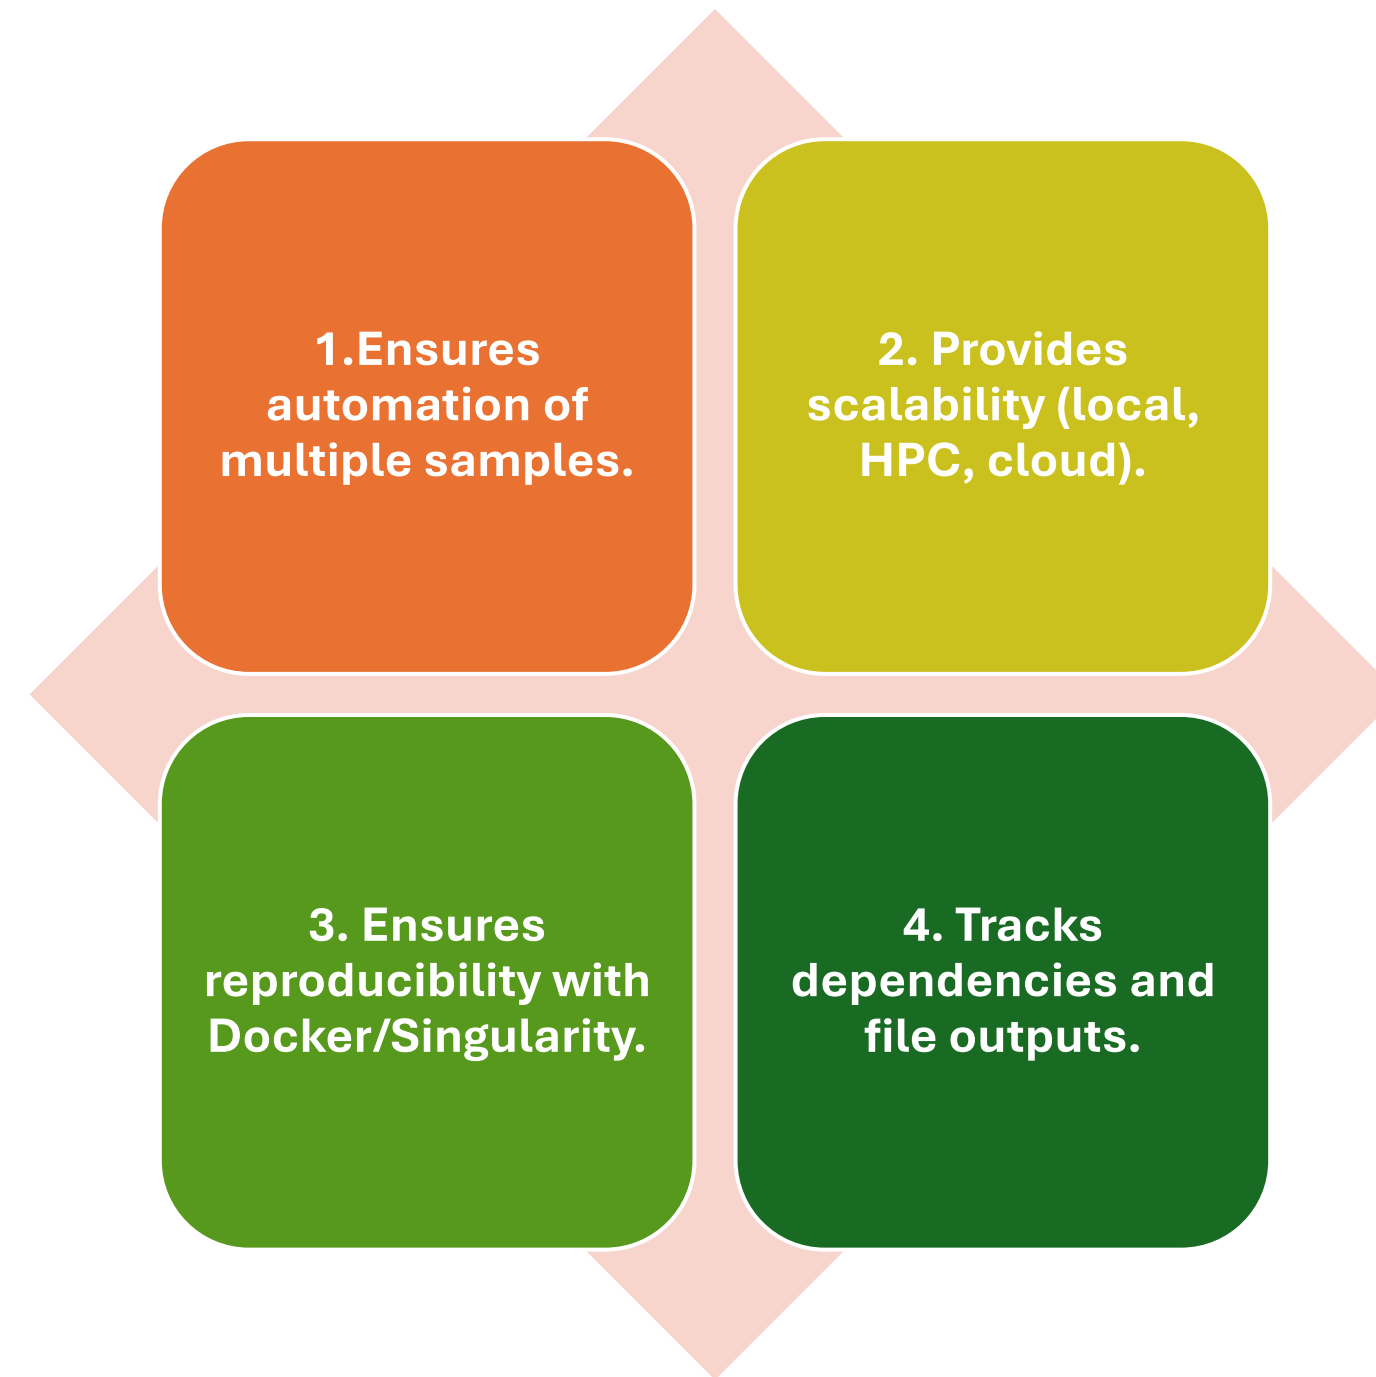 1.Ensures
automation of
multiple samples.
2. Provides
scalability (local,
HPC, cloud).
3. Ensures
reproducibility with
Docker/Singularity.
4. Tracks
dependencies and
file outputs.